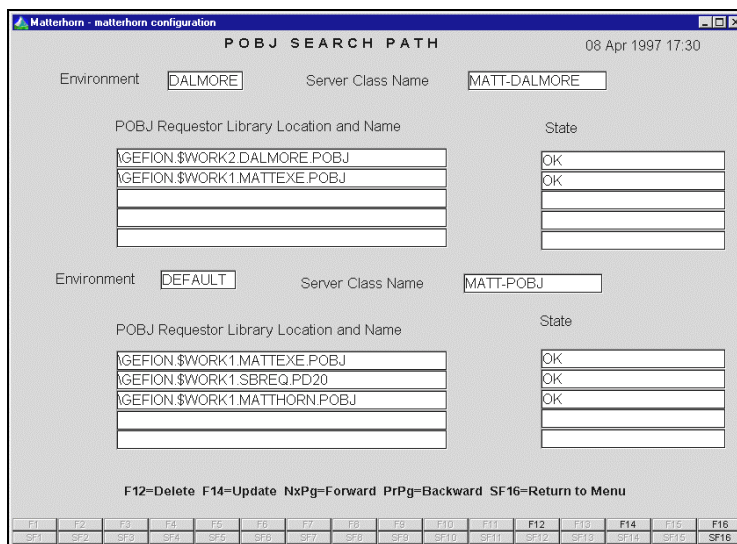 Matterhorn - matterhorn configuration
POBJ SEARCH PATH 08 Apr 1997 17:30
Environment DALMORE Server Class Name MATT-DALMORE
POBJ Requestor Library Location and Name State
\GEFION.$WORK2.DALMORE.POBJ OK
\GEFION.$WORK1.MATTEXE.POBJ OK
Environment DEFAULT Server Class Name MATT-POBJ
POBJ Requestor Library Location and Name State
\GEFION.$WORK1.MATTEXE.POBJ OK
\GEFION.$WORK1.SBREQ.PD20 OK
\GEFION.$WORK1.MATTHORN.POBJ OK
F12=Delete F14=Update NxPg=Forward PrPg=Backward SF16=Return to Menu
F1 F2 F3 F4 F5 F6 F7 F8 F9 F10 F11 F12 F13 F14 F15 F16
SF1 SF2 SF3 SF4 SF5 SF6 SF7 SF8 SF9 SF10 SF11 SF12 SF13 SF14 SF15 SF16